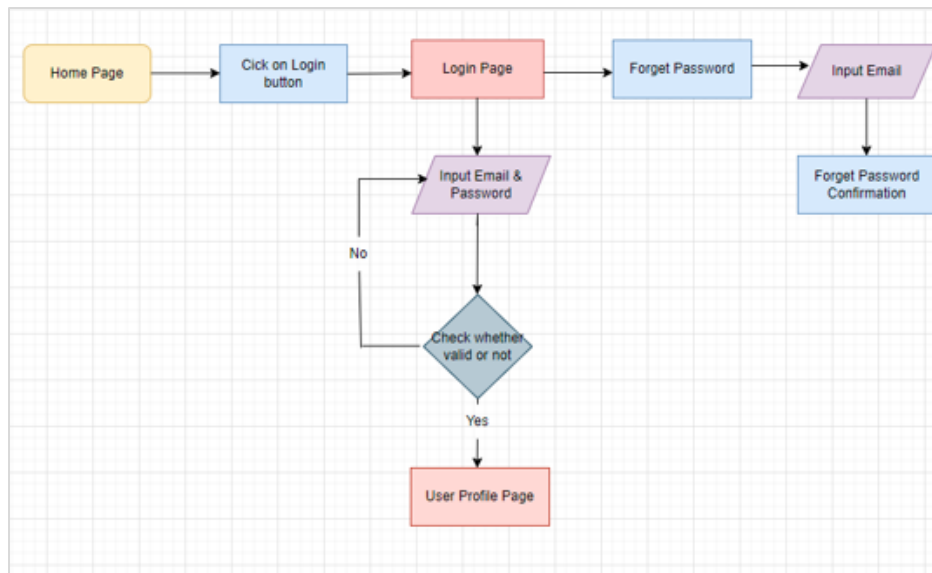 Home Page
Cick on Login
button
Login Page
Forget Password
Input Email
Input Email &
Password
Forget Password
Confirmation
No
Check whether
valid or not
Yes
User Profile Page